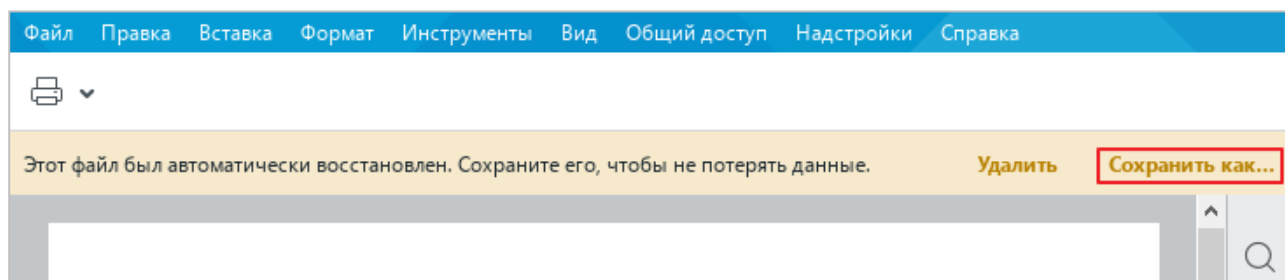 Файл Правка Вставка Формат Инструменты Вид Общий доступ Надстройки Справка
Этот файл был автоматически восстановлен. Сохраните его, чтобы не потерять данные. Удалить Сохранить как...